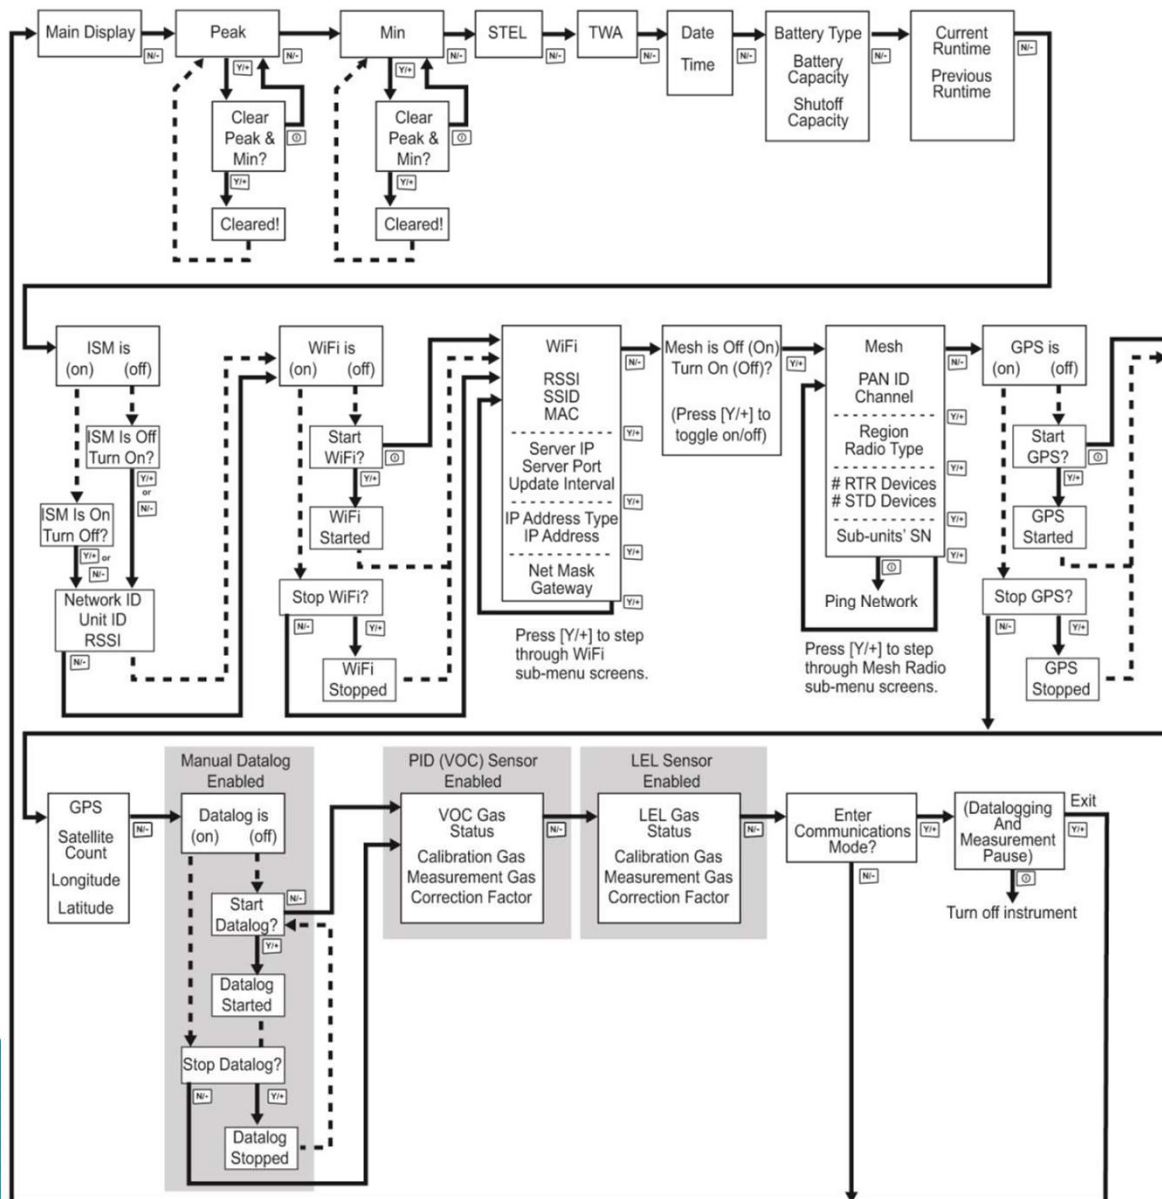 Main Display
N/-
Peak
N/-
Y/+
Clear
Peak &
Min?
Y/+
Cleared!
Min
N/-
Y/+
Clear
Peak &
Min?
Y/+
Cleared!
STEL
N/-
TWA
N/-
Date
Time
N/-
Battery Type
Battery
Capacity
Shutoff
Capacity
N/-
Current
Runtime
Previous
Runtime
N/-
ISM is
(on) (off)
ISM Is Off
Turn On?
Y/+
or
N/-
ISM Is On
Turn Off?
Y/+ or
N/-
Network ID
Unit ID
RSSI
N/-
WiFi is
(on) (off)
Start
WiFi?
Y/+
WiFi
Started
Stop WiFi?
N/-
Y/+
WiFi
Stopped
WiFi
N/-
RSSI
SSID
MAC
Y/+
Server IP
Server Port
Update Interval
Y/+
IP Address Type
IP Address
Y/+
Net Mask
Gateway
Y/+
Press [Y/+] to step
through WiFi
sub-menu screens.
Mesh is Off (On)
Turn On (Off)?
Y/+
(Press [Y/+] to
toggle on/off)
Mesh
N/-
PAN ID
Channel
Y/+
Region
Radio Type
Y/+
# RTR Devices
# STD Devices
Y/+
Sub-units' SN
Y/+
Ping Network
Press [Y/+] to step
through Mesh Radio
sub-menu screens.
GPS is
(on) (off)
Start
GPS?
Y/+
GPS
Started
Stop GPS?
N/-
Y/+
GPS
Stopped
GPS
Satellite
Count
Longitude
Latitude
N/-
Manual Datalog
Enabled
Datalog is
(on) (off)
Start
Datalog?
N/-
Y/+
Datalog
Started
Stop Datalog?
N/-
Y/+
Datalog
Stopped
PID (VOC) Sensor
Enabled
VOC Gas
Status
Calibration Gas
Measurement Gas
Correction Factor
N/-
LEL Sensor
Enabled
LEL Gas
Status
Calibration Gas
Measurement Gas
Correction Factor
N/-
Enter
Communications
Mode?
Y/+
N/-
(Datalogging
And
Measurement
Pause)
Exit
Y/+
Turn off instrument